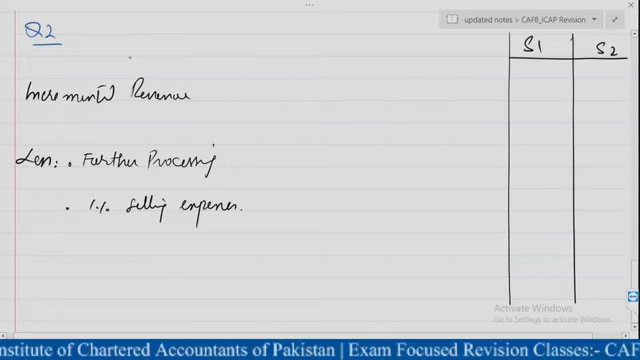 updated notes > CAF8_ICAP Revision
Q2
S1 S2
Incremental Revenue
Less: • Further Processing
• 1% Selling expenses.
Activate Windows
Go to Settings to activate Windows.
nstitute of Chartered Accountants of Pakistan | Exam Focused Revision Classes:- CAF